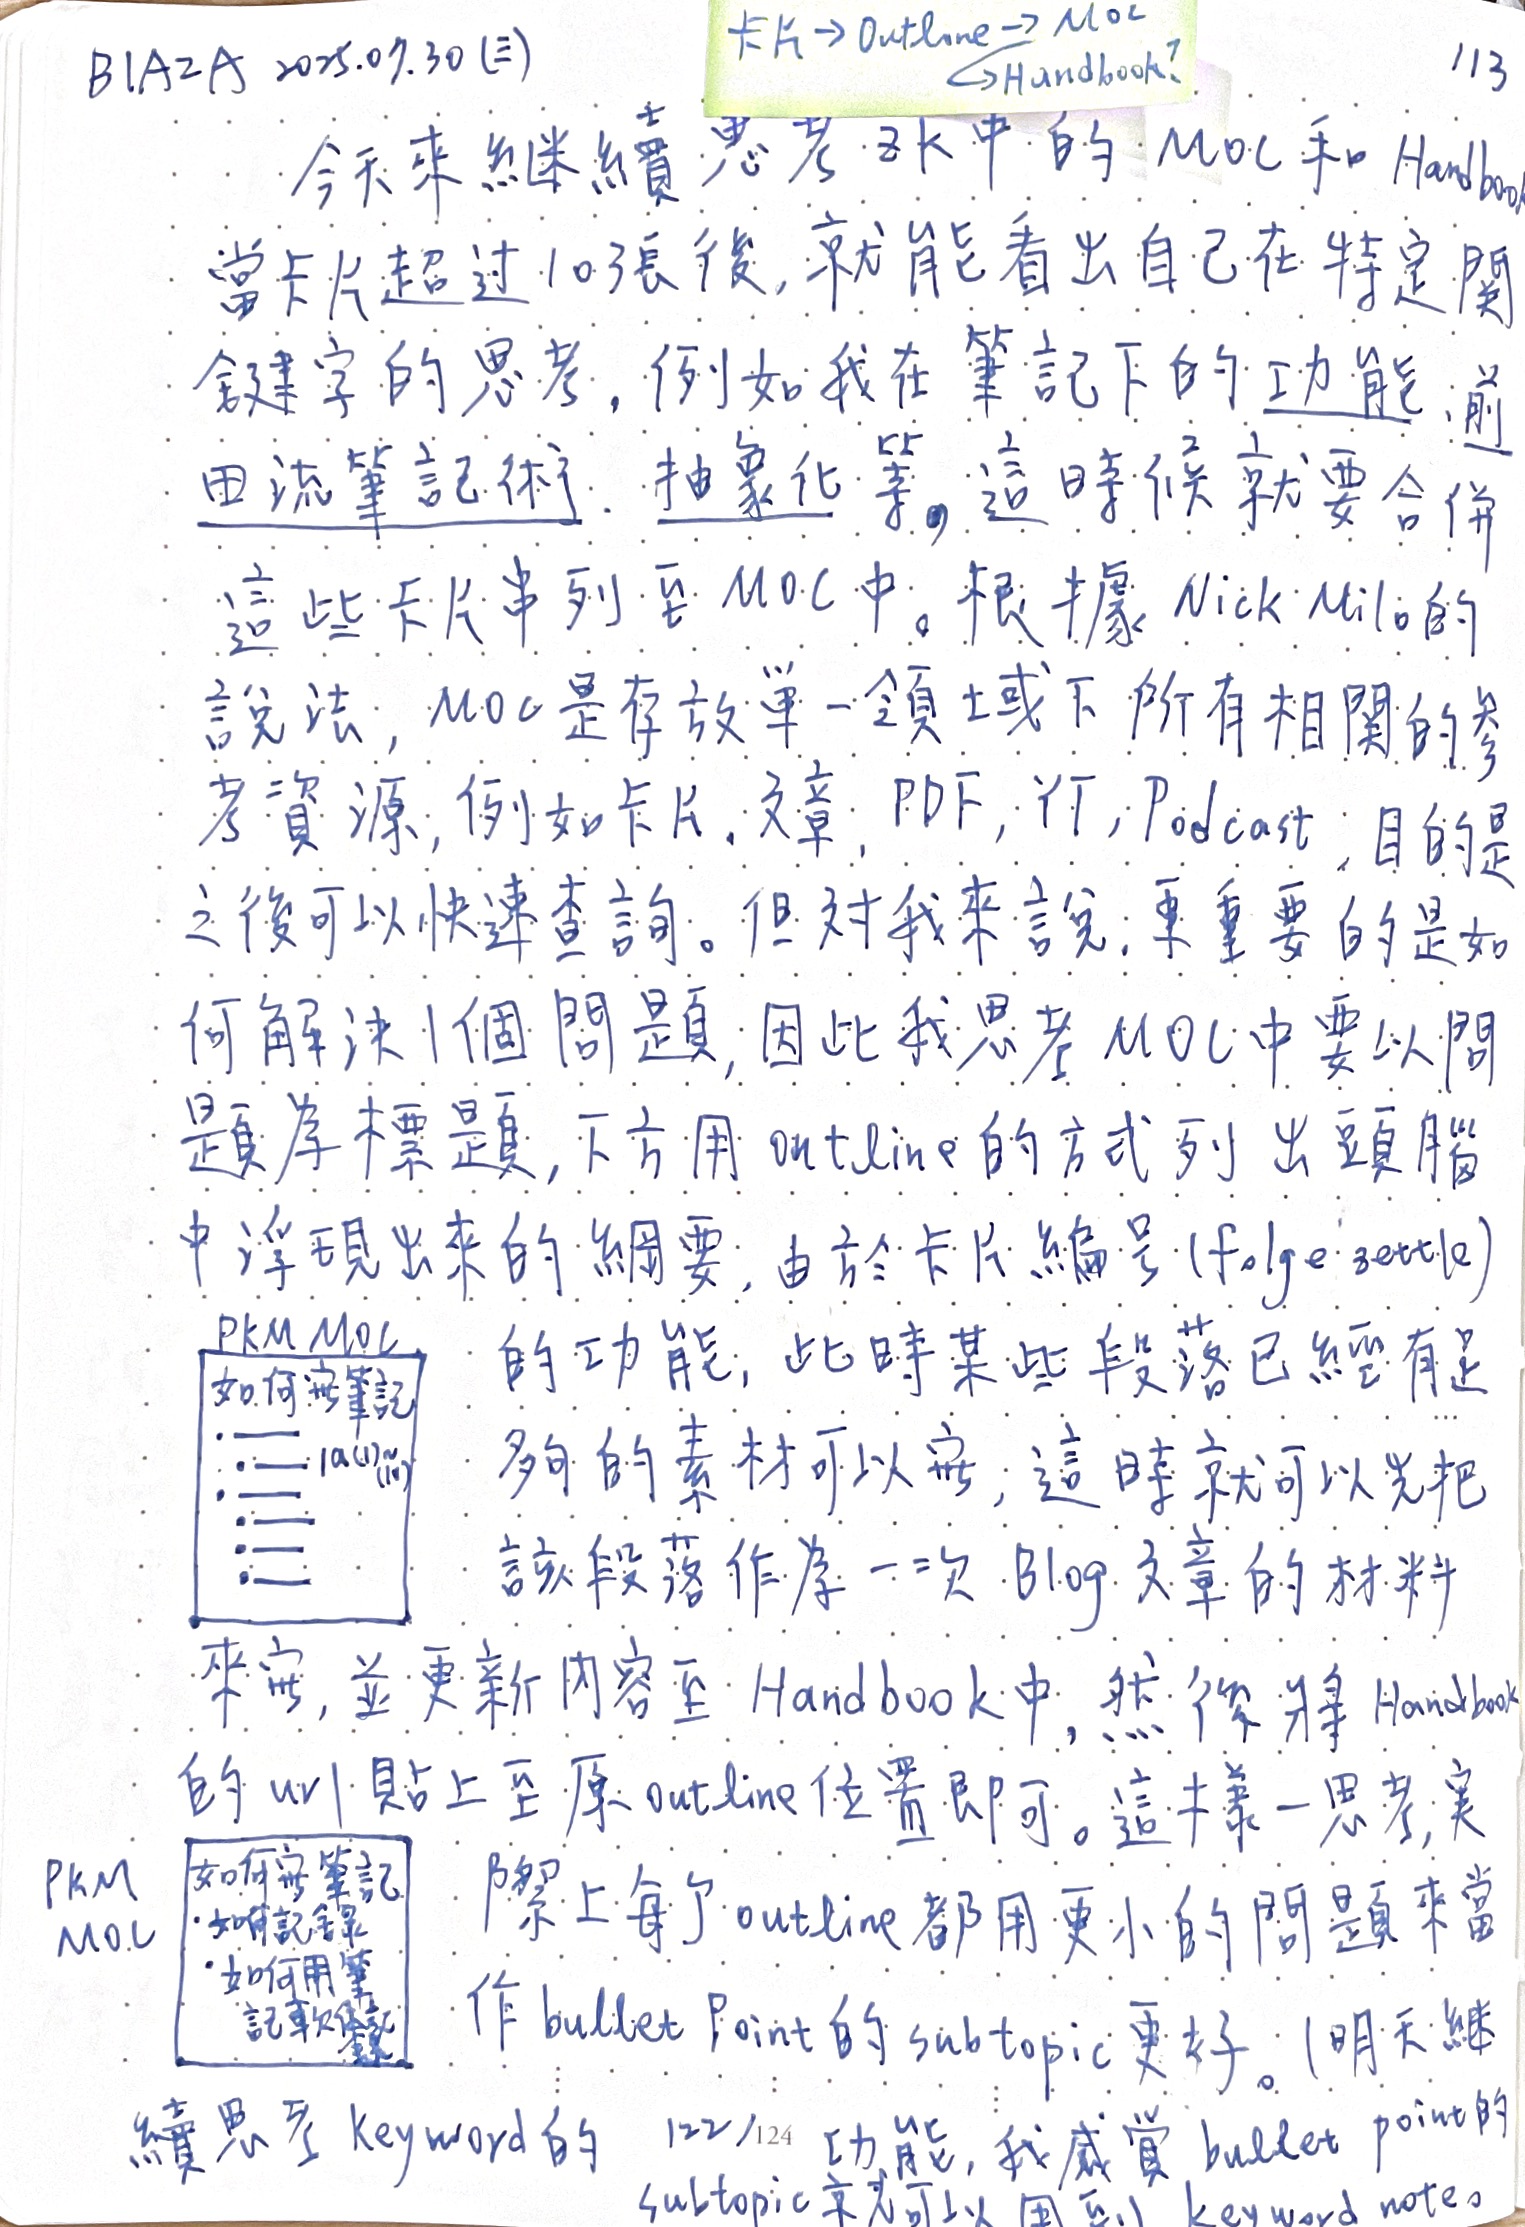 卡片→Outline→MOC
→Handbook?
B1A2A 2025.07.30(三)
113
今天來繼續思考ZK中的MOC和Handbook
當卡片超过10張後,就能看出自己在特定関
鍵字的思考,例如我在筆記下的功能、遊
田流筆記術、抽象化等。這時候就要合併
這些卡片串列至MOC中。根據Nick Milo的
說法,MOC是存放單一領域下所有相関的參
考資源,例如卡片,文章,PDF,YT,Podcast,目的是
之後可以快速查詢。但对我來說,更重要的是如
何解決1個問題,因此我思考MOC中要以問
題為標題,下方用outline的方式列出頭腦
中浮現出來的綱要,由於卡片編号(folge zettle)
PKM MOC
如何寫筆記
1a(1)~(10)
的功能,此時某些段落已經有足
夠的素材可以寫,這時就可以先把
該段落作為一次Blog文章的材料
來寫,並更新內容至Handbook中,然後將Handbook
的url貼上至原outline位置即可。這樣一思考,実
PKM
MOC
如何寫筆記
·如何記錄
·如何用筆
記軟體記錄
際上每个outline都用更小的問題來當
作bullet point的subtopic更好。(明天継
續思考keyword的功能,我感覺bullet point的
122/124
subtopic就可以用到keyword note。